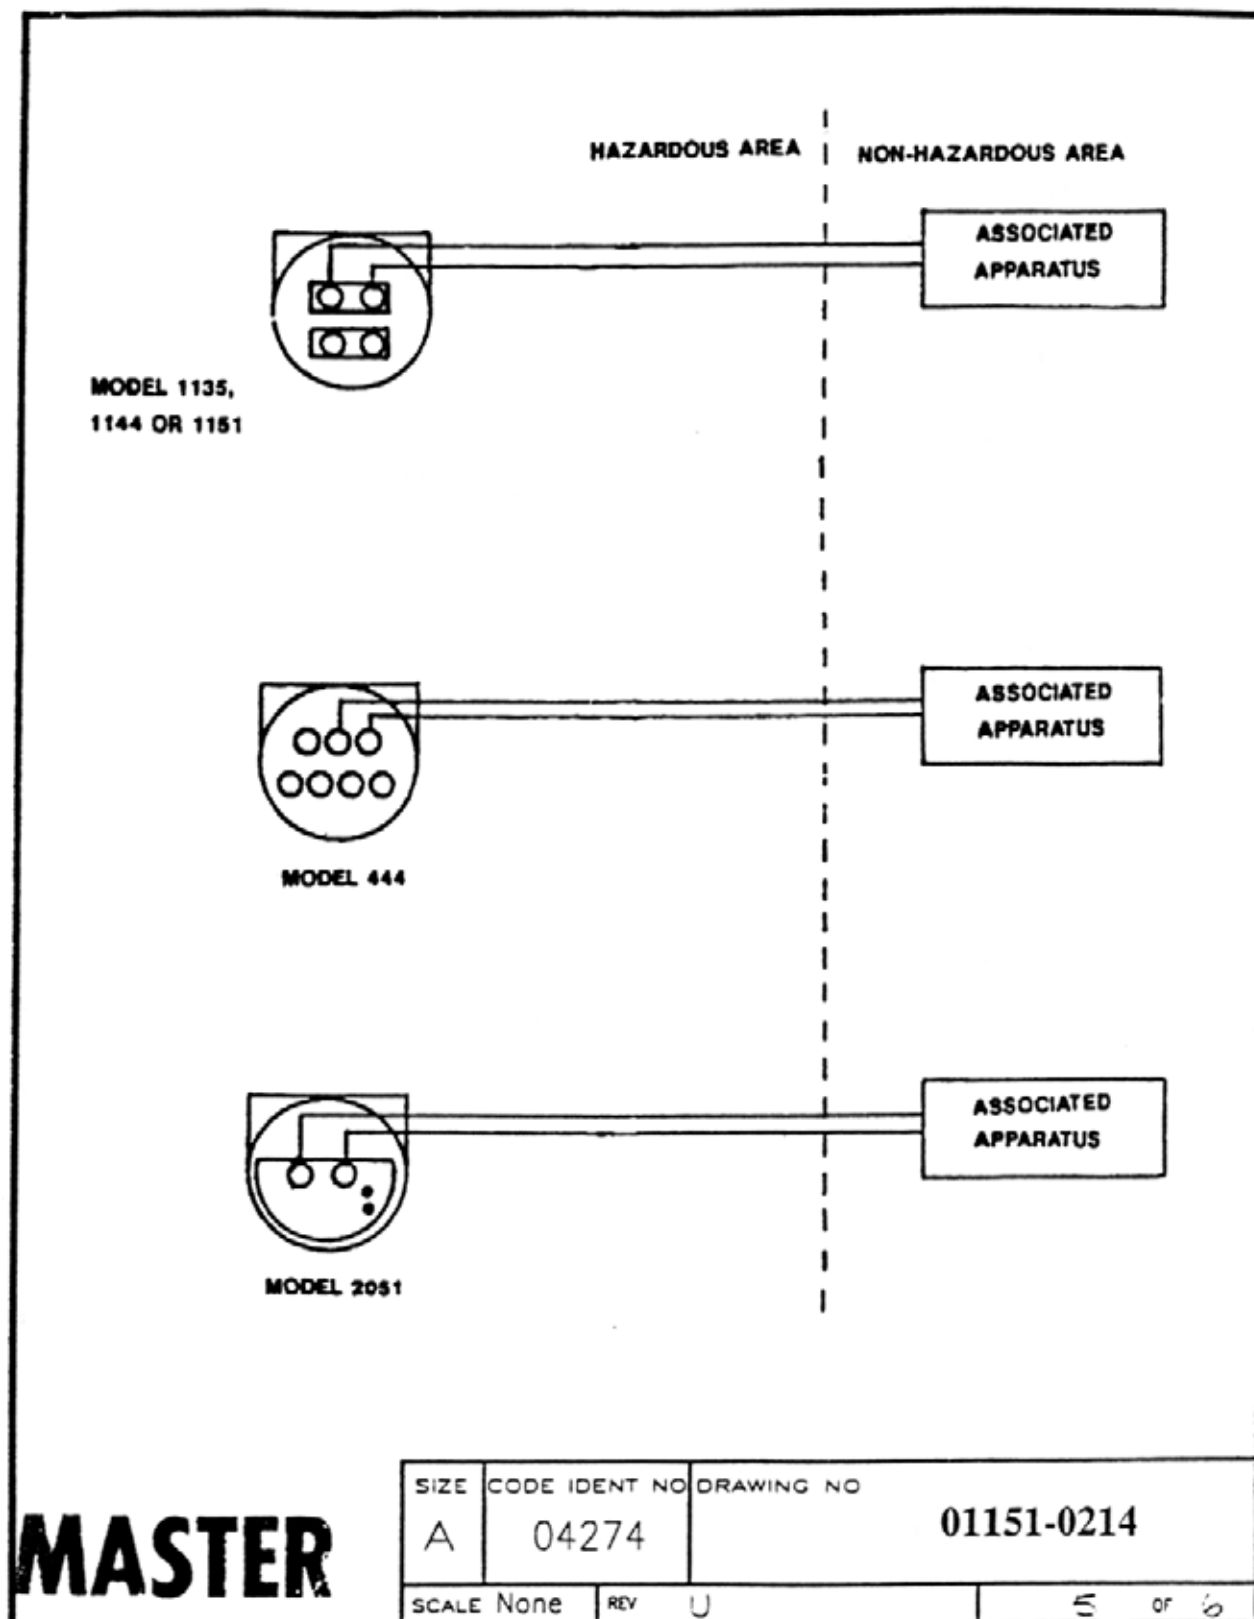 HAZARDOUS AREA
NON-HAZARDOUS AREA
ASSOCIATED
APPARATUS
MODEL 1135,
1144 OR 1151
ASSOCIATED
APPARATUS
MODEL 444
ASSOCIATED
APPARATUS
MODEL 2051
MASTER
SIZE
A
CODE IDENT NO
04274
DRAWING NO
01151-0214
SCALE None
REV U
5 OF 6